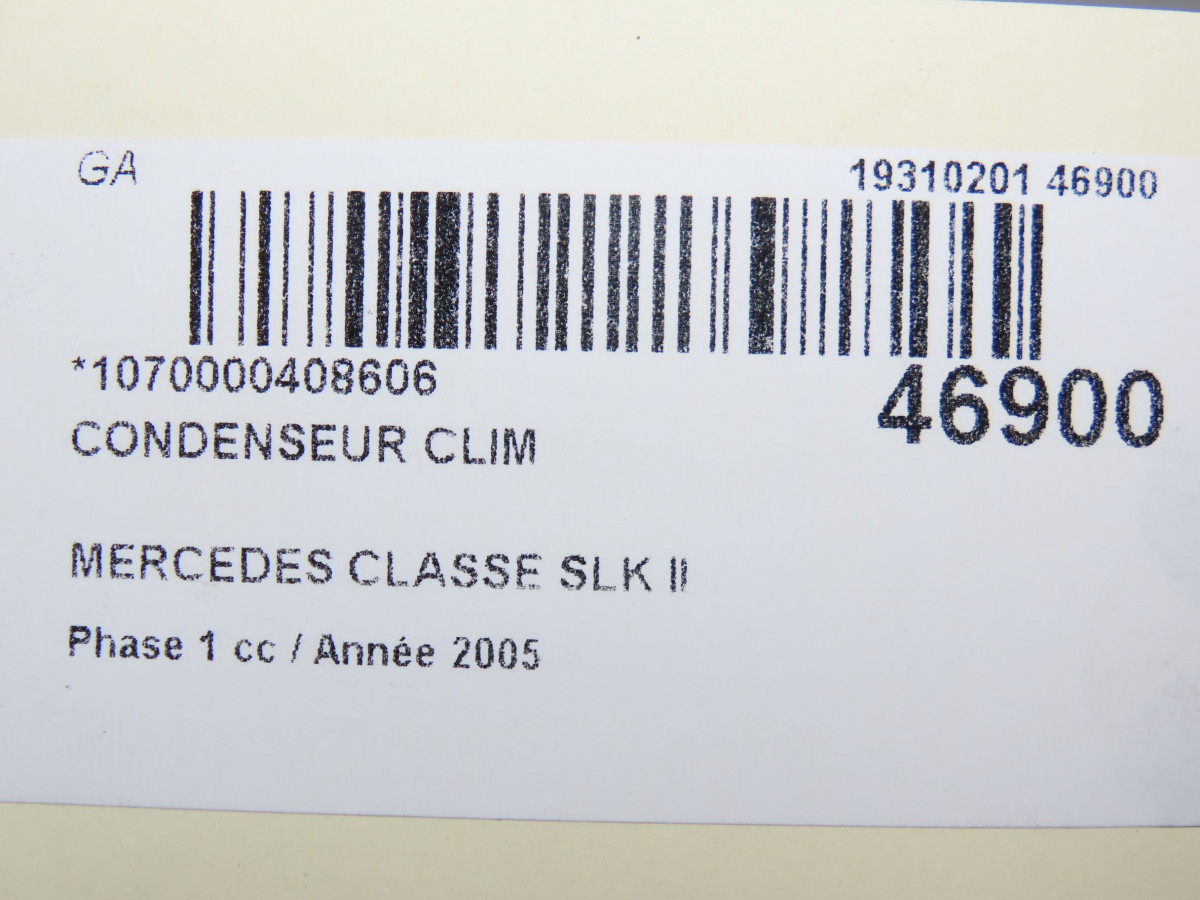 GA
19310201 46900
*1070000408606
46900
CONDENSEUR CLIM
MERCEDES CLASSE SLK II
Phase 1 cc / Année 2005